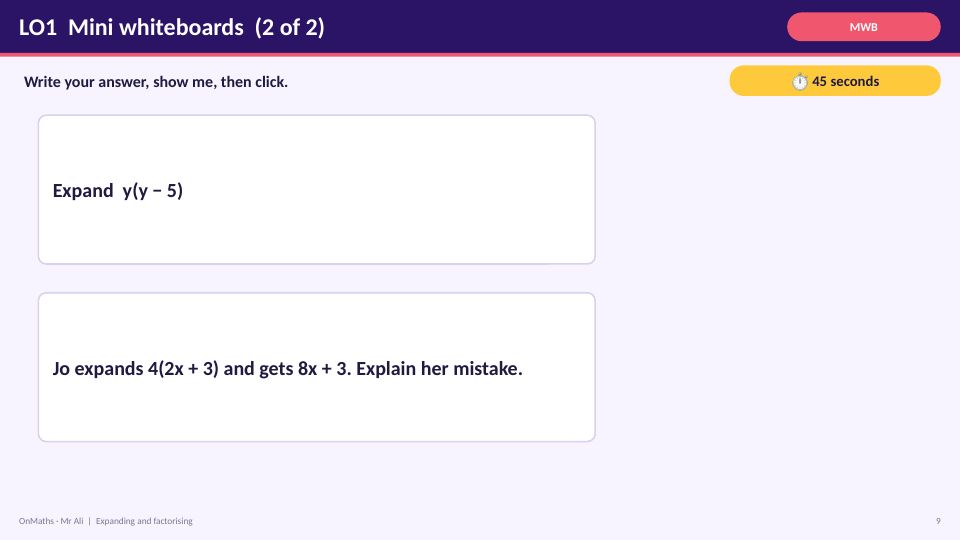 LO1  Mini whiteboards  (2 of 2)
MWB
Write your answer, show me, then click.
⏱ 45 seconds
Expand  y(y − 5)
Jo expands 4(2x + 3) and gets 8x + 3. Explain her mistake.
OnMaths - Mr Ali  |  Expanding and factorising
9